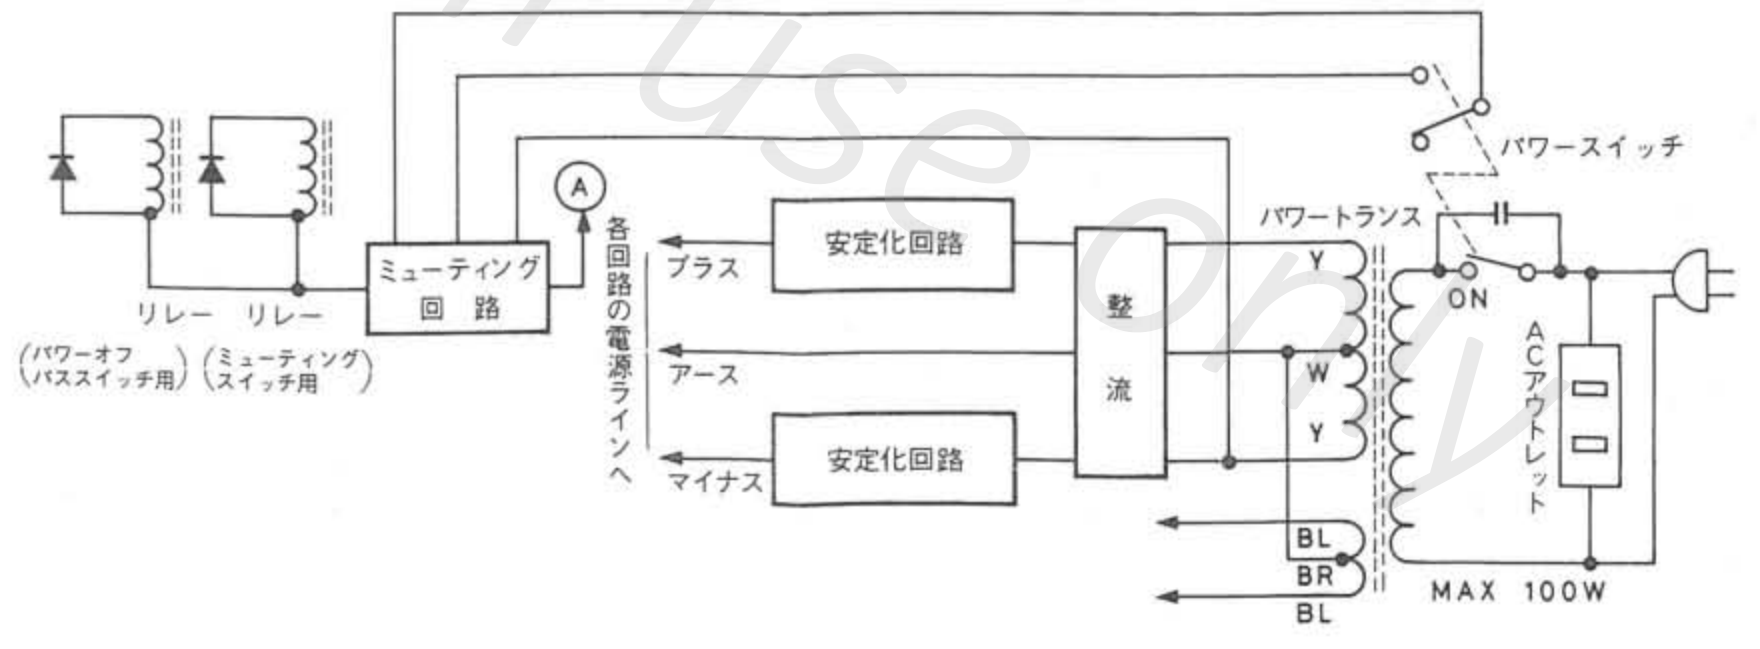 use only
パワースイッチ
パワートランス
ON
ACアウトレット
MAX 100W
Y
W
Y
BL
BR
BL
整流
安定化回路
安定化回路
プラス
アース
マイナス
各回路の電源ラインへ
A
ミューティング
回路
リレー
リレー
(パワーオフ
パススイッチ用)
(ミューティング
スイッチ用)